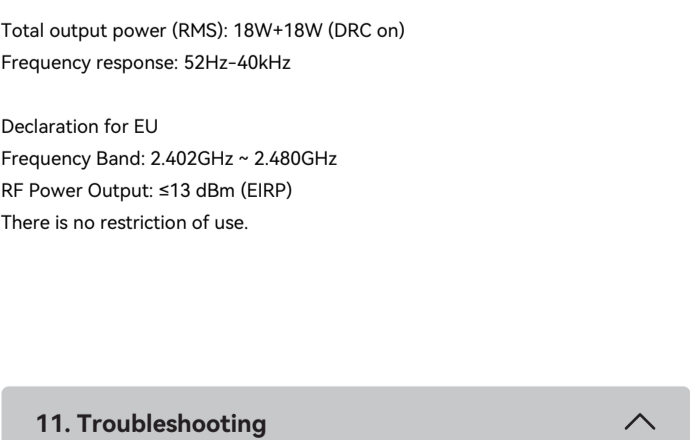 Total output power (RMS): 18W+18W (DRC on)
Frequency response: 52Hz-40kHz
Declaration for EU
Frequency Band: 2.402GHz ~ 2.480GHz
RF Power Output: ≤13 dBm (EIRP)
There is no restriction of use.
11. Troubleshooting